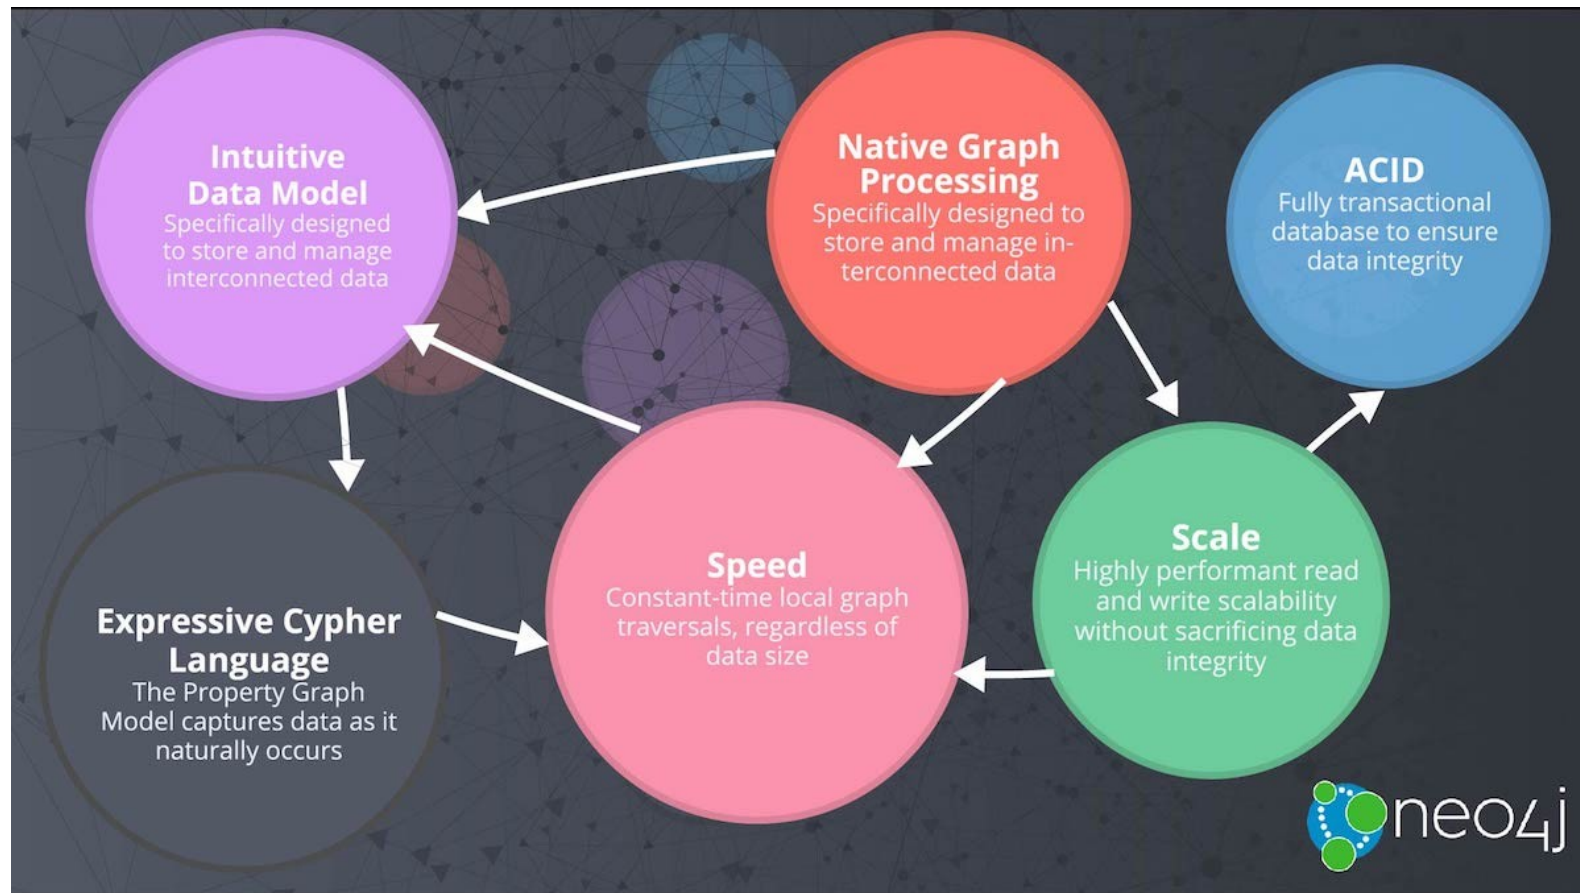 Intuitive
Data Model
Specifically designed
to store and manage
interconnected data
Native Graph
Processing
Specifically designed to
store and manage in-
terconnected data
ACID
Fully transactional
database to ensure
data integrity
Expressive Cypher
Language
The Property Graph
Model captures data as it
naturally occurs
Speed
Constant-time local graph
traversals, regardless of
data size
Scale
Highly performant read
and write scalability
without sacrificing data
integrity
neo4j